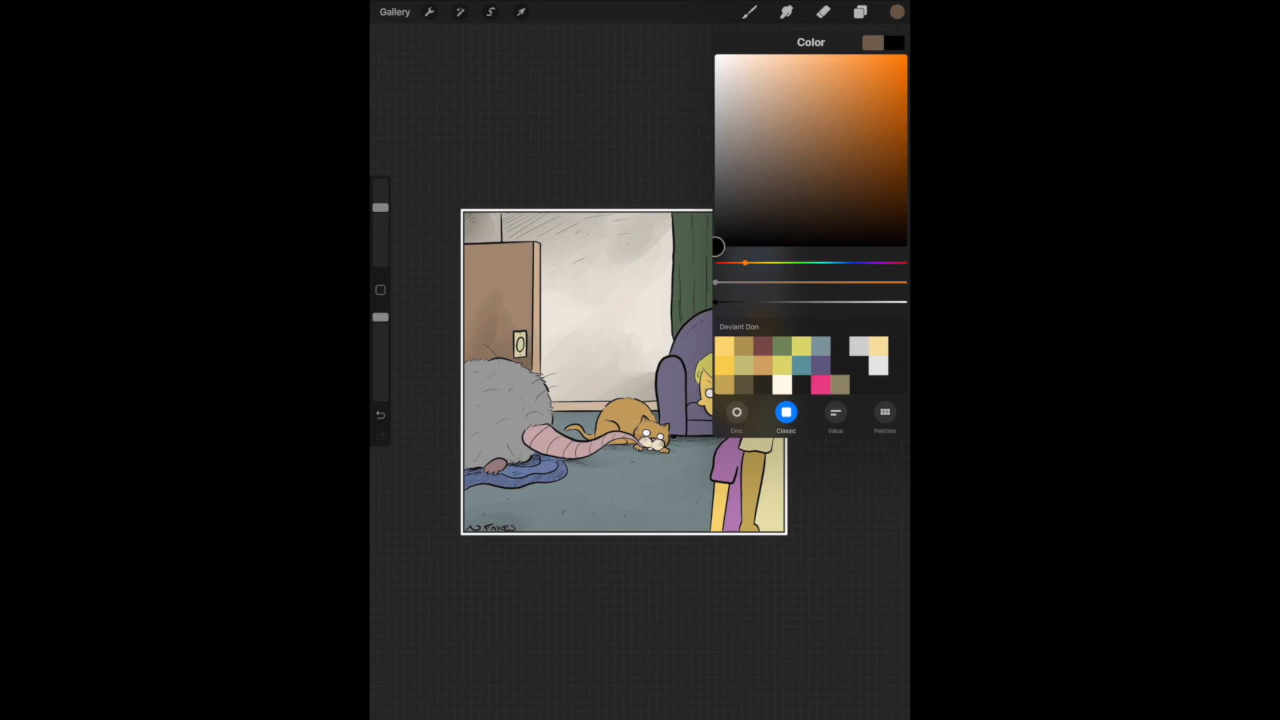 Gallery
Color
Deviant Don
Disc
Classic
Value
Palettes